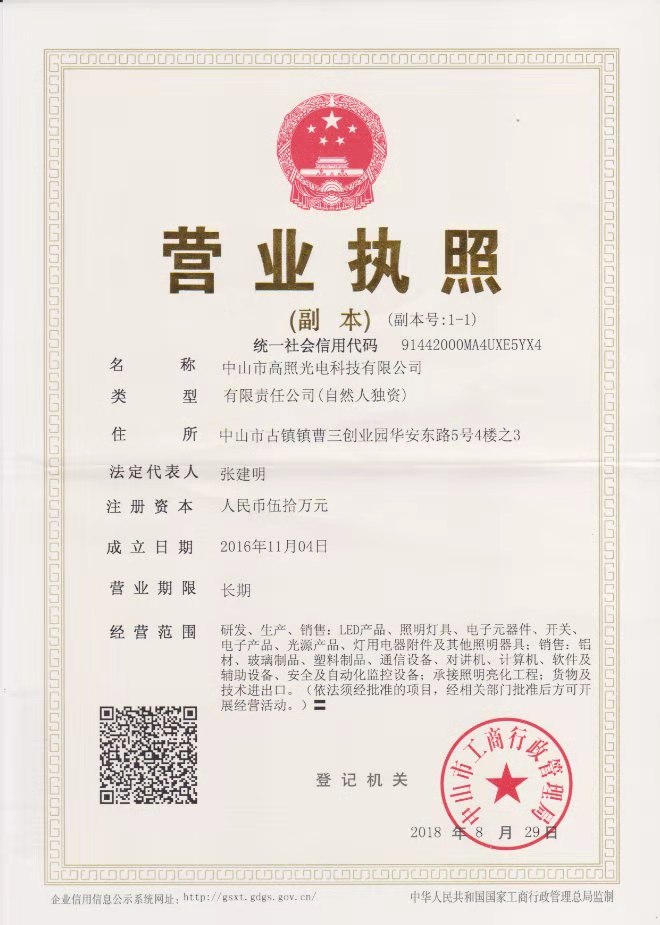 营业执照
(副 本) (副本号:1-1)
统一社会信用代码 91442000MA4UXE5YX4
名 称 中山市高照光电科技有限公司
类 型 有限责任公司(自然人独资)
住 所 中山市古镇镇曹三创业园华安东路5号4楼之3
法定代表人 张建明
注册资本 人民币伍拾万元
成立日期 2016年11月04日
营业期限 长期
经营范围 研发、生产、销售:LED产品、照明灯具、电子元器件、开关、
电子产品、光源产品、灯用电器附件及其他照明器具;销售:铝
材、玻璃制品、塑料制品、通信设备、对讲机、计算机、软件及
辅助设备、安全及自动化监控设备;承接照明亮化工程;货物及
技术进出口。(依法须经批准的项目,经相关部门批准后方可开
展经营活动。)〓
登记机关
中山市工商行政管理局
2018 年 8 月 29日
企业信用信息公示系统网址: http://gsxt.gdgs.gov.cn/ 中华人民共和国国家工商行政管理总局监制